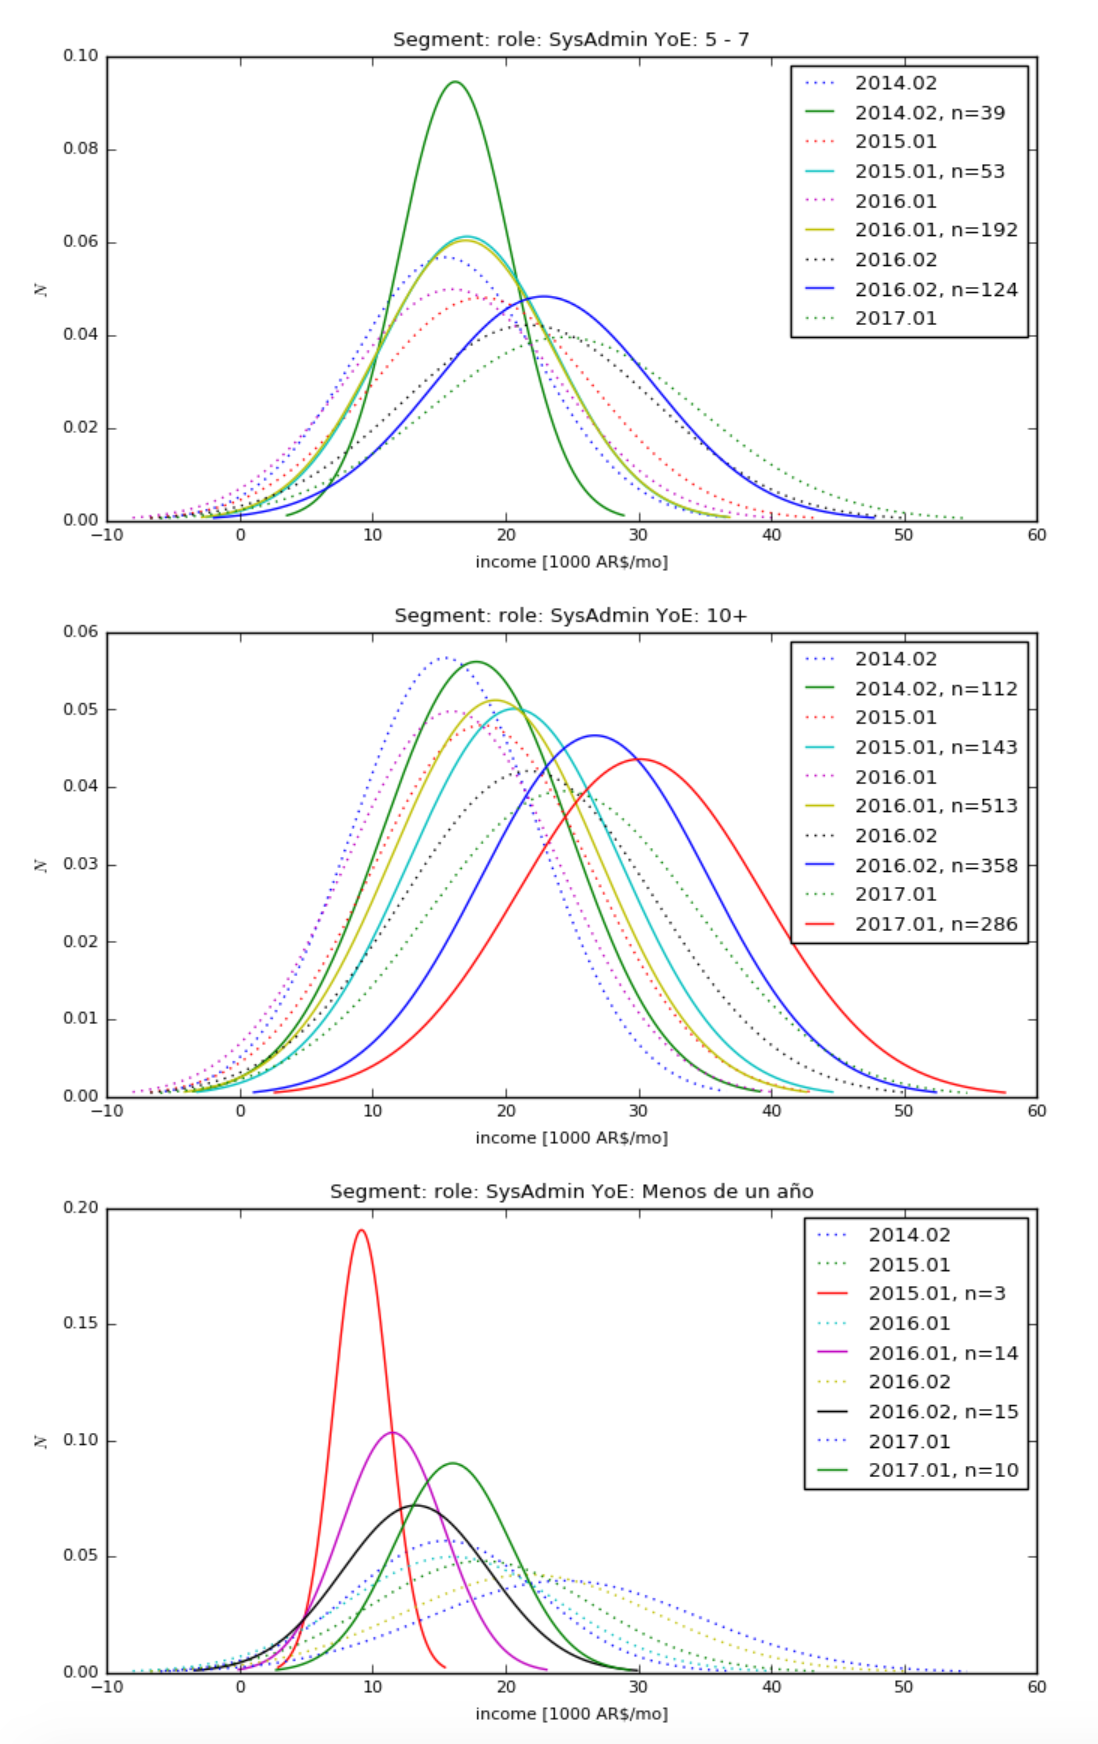 Segment: role: SysAdmin YoE: 5 - 7
0.10
0.08
0.06
0.04
0.02
0.00
N
2014.02
2014.02, n=39
2015.01
2015.01, n=53
2016.01
2016.01, n=192
2016.02
2016.02, n=124
2017.01
−10 0 10 20 30 40 50 60
income [1000 AR$/mo]
Segment: role: SysAdmin YoE: 10+
0.06
0.05
0.04
0.03
0.02
0.01
0.00
N
2014.02
2014.02, n=112
2015.01
2015.01, n=143
2016.01
2016.01, n=513
2016.02
2016.02, n=358
2017.01
2017.01, n=286
−10 0 10 20 30 40 50 60
income [1000 AR$/mo]
Segment: role: SysAdmin YoE: Menos de un año
0.20
0.15
0.10
0.05
0.00
N
2014.02
2015.01
2015.01, n=3
2016.01
2016.01, n=14
2016.02
2016.02, n=15
2017.01
2017.01, n=10
−10 0 10 20 30 40 50 60
income [1000 AR$/mo]